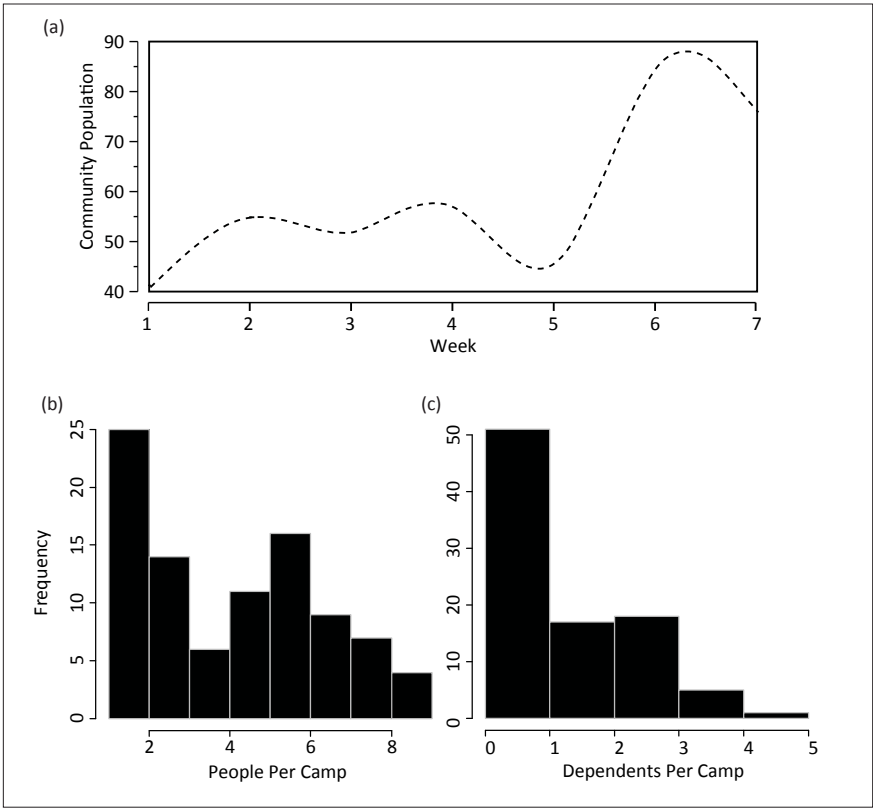 (a)
90
80
70
60
50
40
Community Population
1 2 3 4 5 6 7
Week
(b)
25
20
15
10
5
0
Frequency
2 4 6 8
People Per Camp
(c)
50
40
30
20
10
0
0 1 2 3 4 5
Dependents Per Camp